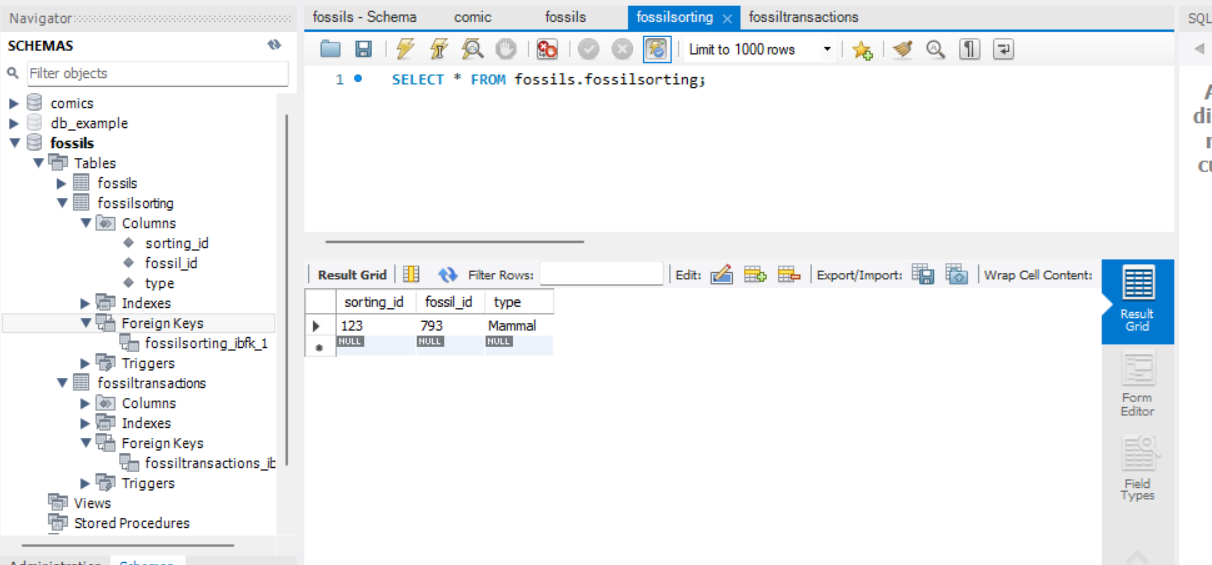 Navigator
SCHEMAS
Filter objects
comics
db_example
fossils
Tables
fossils
fossilsorting
Columns
sorting_id
fossil_id
type
Indexes
Foreign Keys
fossilsorting_ibfk_1
Triggers
fossiltransactions
Columns
Indexes
Foreign Keys
fossiltransactions_ib
Triggers
Views
Stored Procedures
Administration Schemas
fossils - Schema comic fossils fossilsorting fossiltransactions
Limit to 1000 rows
1 SELECT * FROM fossils.fossilsorting;
Result Grid Filter Rows: Edit: Export/Import: Wrap Cell Content:
sorting_id fossil_id type
123 793 Mammal
NULL NULL NULL
Result
Grid
Form
Editor
Field
Types
SQL